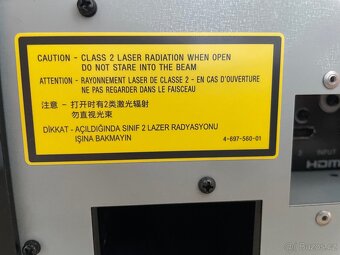 CAUTION - CLASS 2 LASER RADIATION WHEN OPEN
DO NOT STARE INTO THE BEAM
ATTENTION - RAYONNEMENT LASER DE CLASSE 2 - EN CAS D'OUVERTURE
NE PAS REGARDER DANS LE FAISCEAU
注意 - 打开时有2类激光辐射
勿直视光束
DİKKAT - AÇILDIĞINDA SINIF 2 LAZER RADYASYONU
IŞINA BAKMAYIN
4-697-560-01
INPUT
HDMI